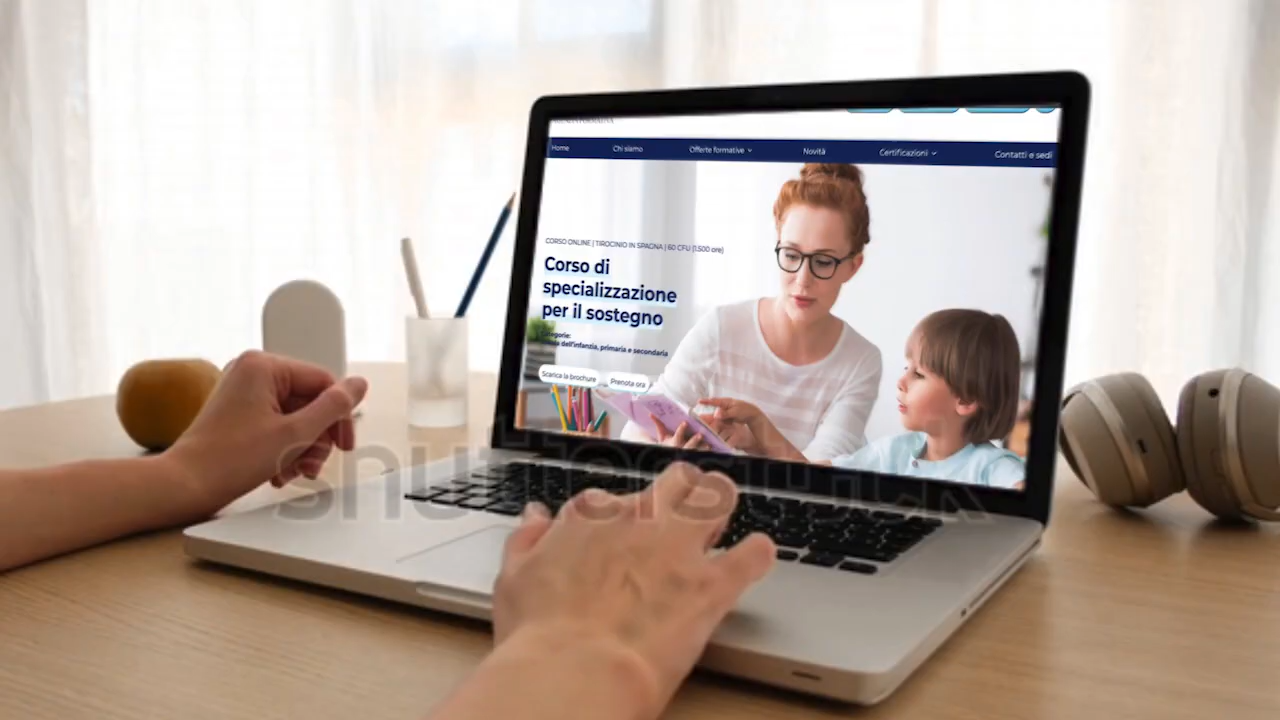 Home Chi siamo Offerte formative Novità Certificazioni Contatti e sedi
CORSO ONLINE | TIROCINIO IN SPAGNA | 60 CFU (1.500 ore)
Corso di
specializzazione
per il sostegno
dell'infanzia, primaria e secondaria
Scarica la brochure Prenota ora
shutterstock